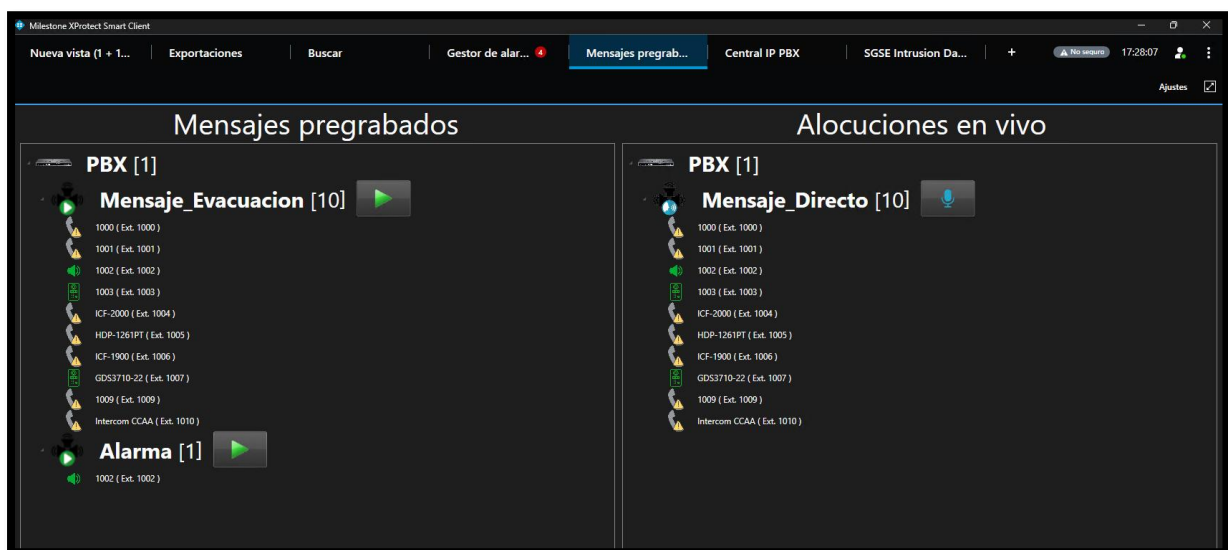 Milestone XProtect Smart Client
Nueva vista (1 + 1... Exportaciones Buscar Gestor de alar... 4 Mensajes pregrab... Central IP PBX SGSE Intrusion Da... + No seguro 17:28:07
Ajustes
Mensajes pregrabados
PBX [1]
Mensaje_Evacuacion [10]
1000 ( Ext. 1000 )
1001 ( Ext. 1001 )
1002 ( Ext. 1002 )
1003 ( Ext. 1003 )
ICF-2000 ( Ext. 1004 )
HDP-1261PT ( Ext. 1005 )
ICF-1900 ( Ext. 1006 )
GDS3710-22 ( Ext. 1007 )
1009 ( Ext. 1009 )
Intercom CCAA ( Ext. 1010 )
Alarma [1]
1002 ( Ext. 1002 )
Alocuciones en vivo
PBX [1]
Mensaje_Directo [10]
1000 ( Ext. 1000 )
1001 ( Ext. 1001 )
1002 ( Ext. 1002 )
1003 ( Ext. 1003 )
ICF-2000 ( Ext. 1004 )
HDP-1261PT ( Ext. 1005 )
ICF-1900 ( Ext. 1006 )
GDS3710-22 ( Ext. 1007 )
1009 ( Ext. 1009 )
Intercom CCAA ( Ext. 1010 )